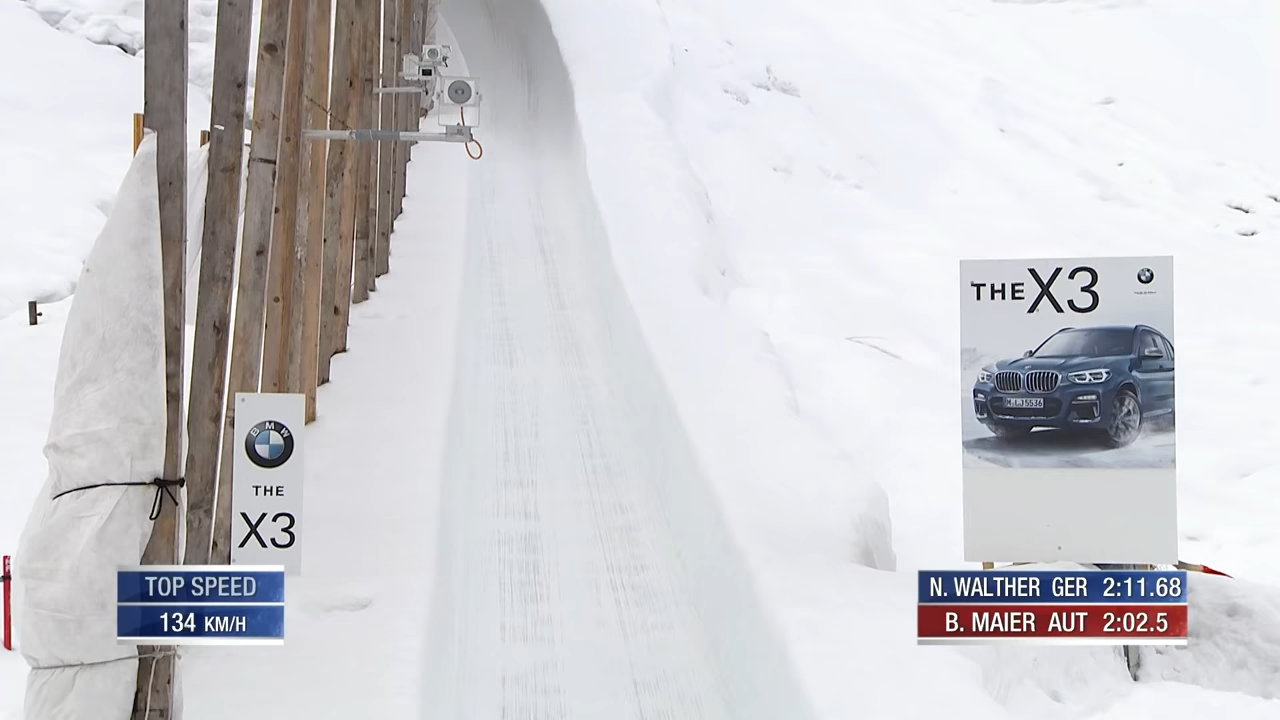 THE X3
M·LJ5536
BMW
THE
X3
TOP SPEED
134 KM/H
N. WALTHER GER 2:11.68
B. MAIER AUT 2:02.5